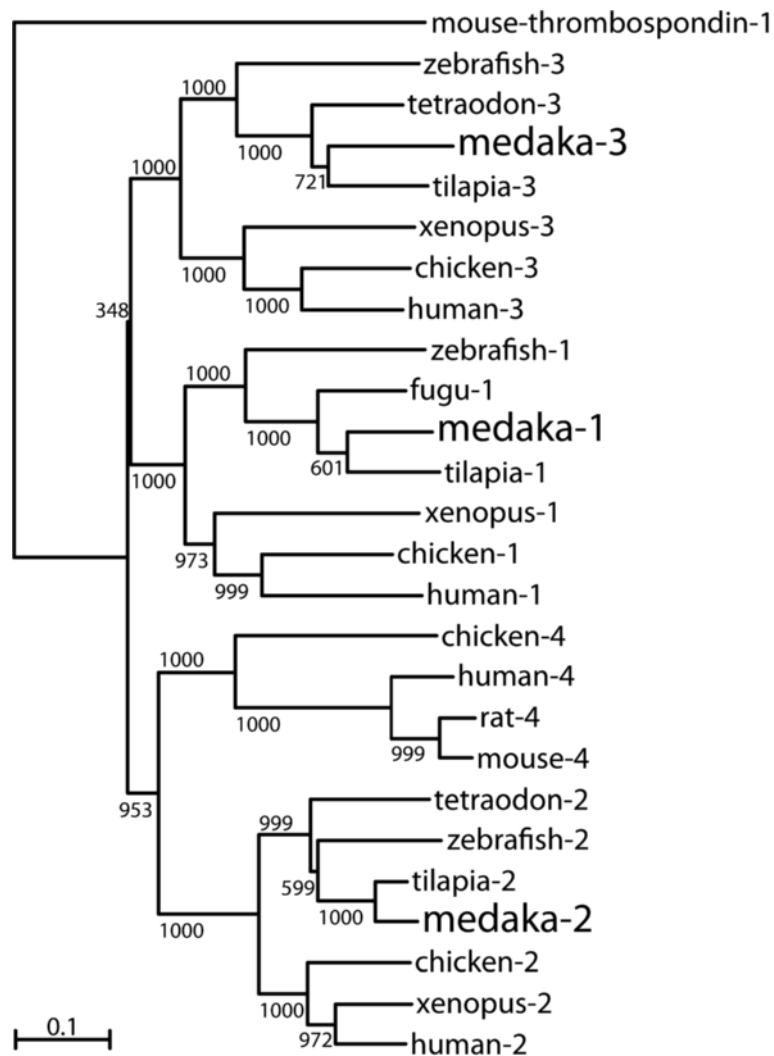 mouse-thrombospondin-1
zebrafish-3
1000
tetraodon-3
1000
medaka-3
1000
721
tilapia-3
xenopus-3
1000
chicken-3
1000
human-3
348
zebrafish-1
1000
fugu-1
1000
medaka-1
601
tilapia-1
1000
xenopus-1
973
chicken-1
999
human-1
chicken-4
1000
human-4
1000
rat-4
999
mouse-4
953
tetraodon-2
999
zebrafish-2
599
tilapia-2
1000
medaka-2
1000
chicken-2
1000
xenopus-2
972
human-2
0.1